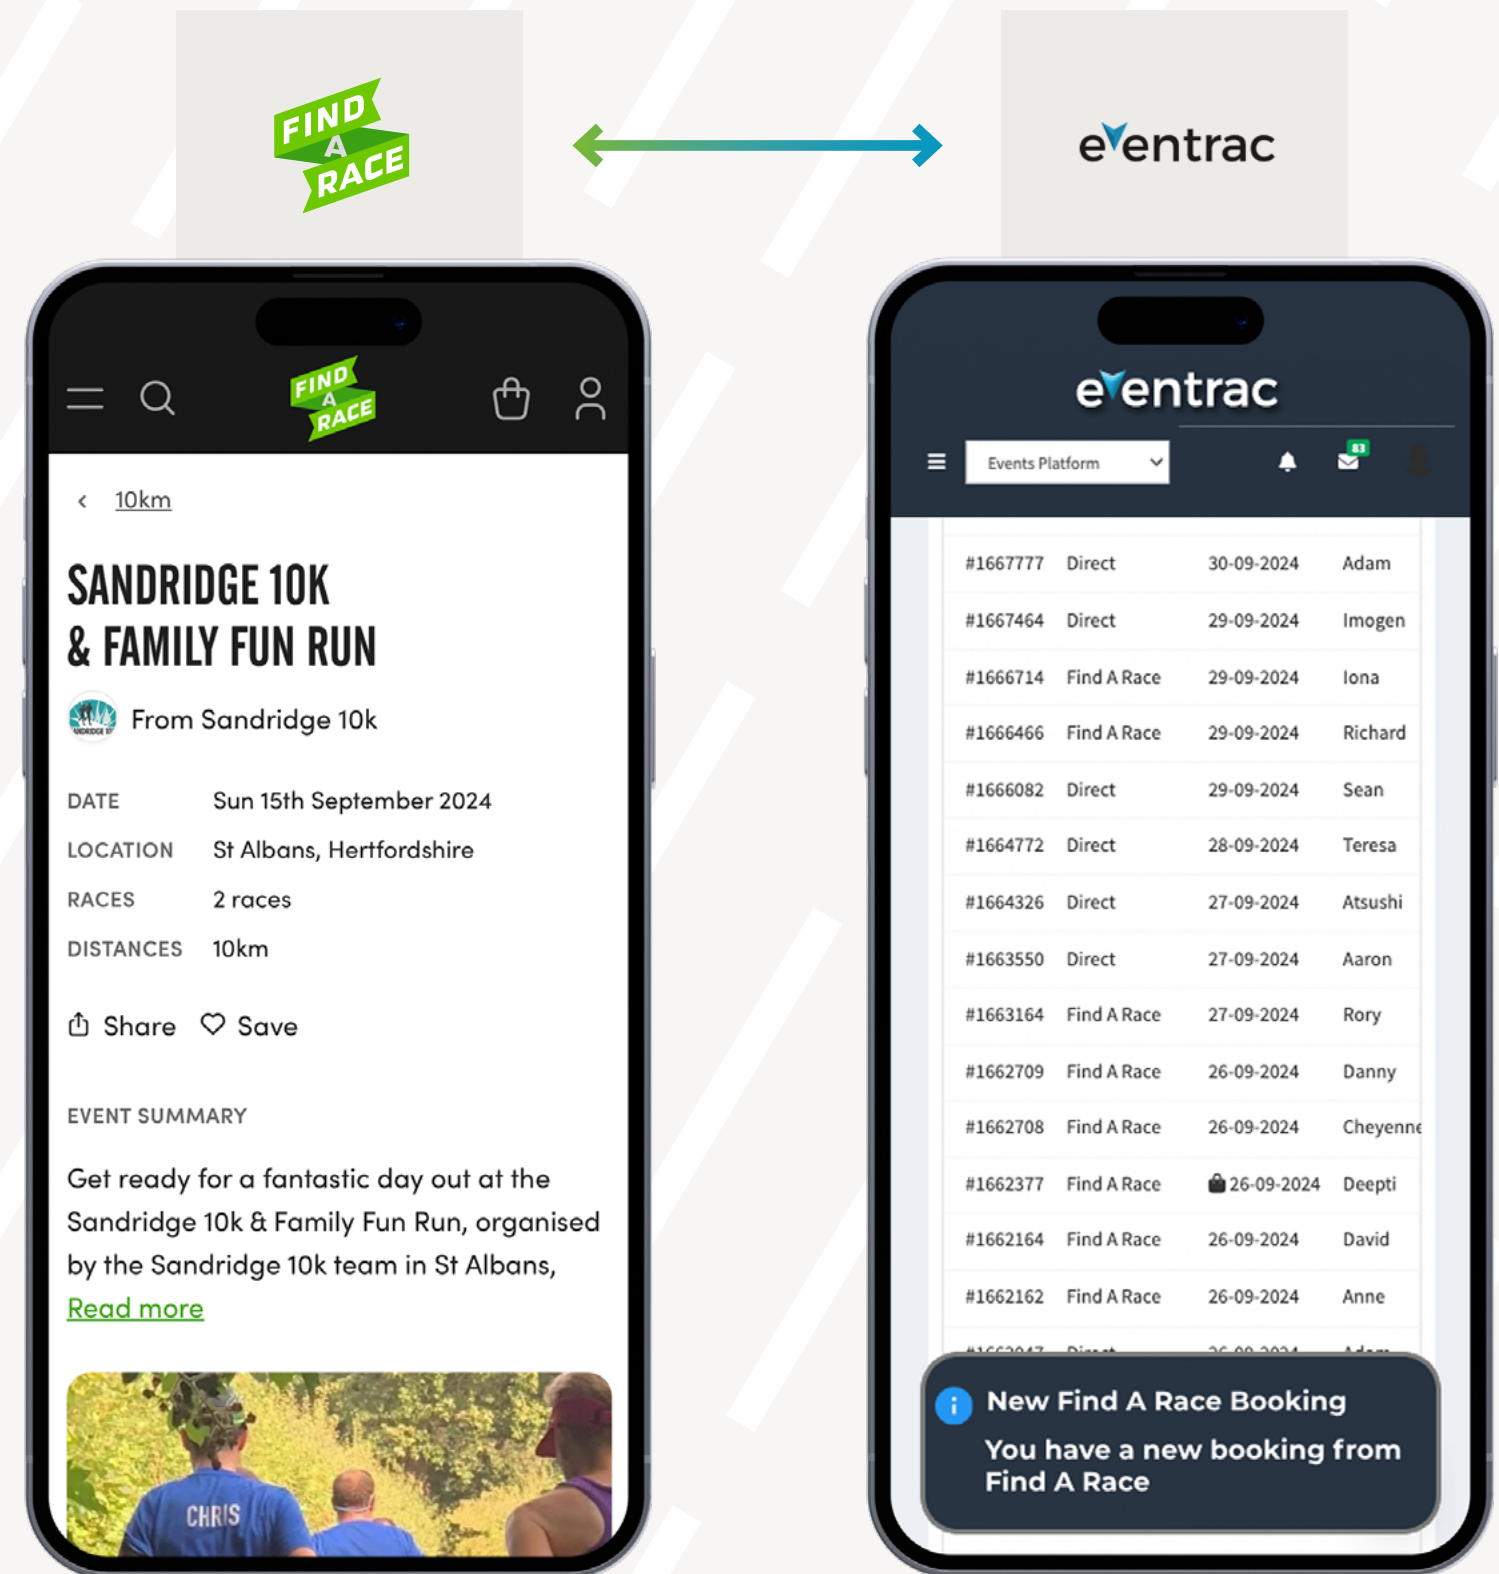 FIND
A
RACE
eventrac
FIND
A
RACE
10km
SANDRIDGE 10K
& FAMILY FUN RUN
From Sandridge 10k
DATE Sun 15th September 2024
LOCATION St Albans, Hertfordshire
RACES 2 races
DISTANCES 10km
Share Save
EVENT SUMMARY
Get ready for a fantastic day out at the
Sandridge 10k & Family Fun Run, organised
by the Sandridge 10k team in St Albans,
Read more
CHRIS
eventrac
Events Platform 83
#1667777 Direct 30-09-2024 Adam
#1667464 Direct 29-09-2024 Imogen
#1666714 Find A Race 29-09-2024 Iona
#1666466 Find A Race 29-09-2024 Richard
#1666082 Direct 29-09-2024 Sean
#1664772 Direct 28-09-2024 Teresa
#1664326 Direct 27-09-2024 Atsushi
#1663550 Direct 27-09-2024 Aaron
#1663164 Find A Race 27-09-2024 Rory
#1662709 Find A Race 26-09-2024 Danny
#1662708 Find A Race 26-09-2024 Cheyenne
#1662377 Find A Race 26-09-2024 Deepti
#1662164 Find A Race 26-09-2024 David
#1662162 Find A Race 26-09-2024 Anne
New Find A Race Booking
You have a new booking from
Find A Race